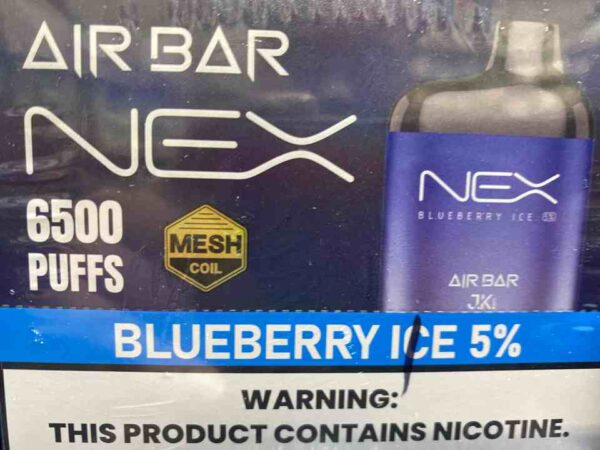 AIR BAR
NEX
6500
PUFFS
MESH
COIL
NEX
BLUEBERRY ICE 5%
AIR BAR
BLUEBERRY ICE 5%
WARNING:
THIS PRODUCT CONTAINS NICOTINE.